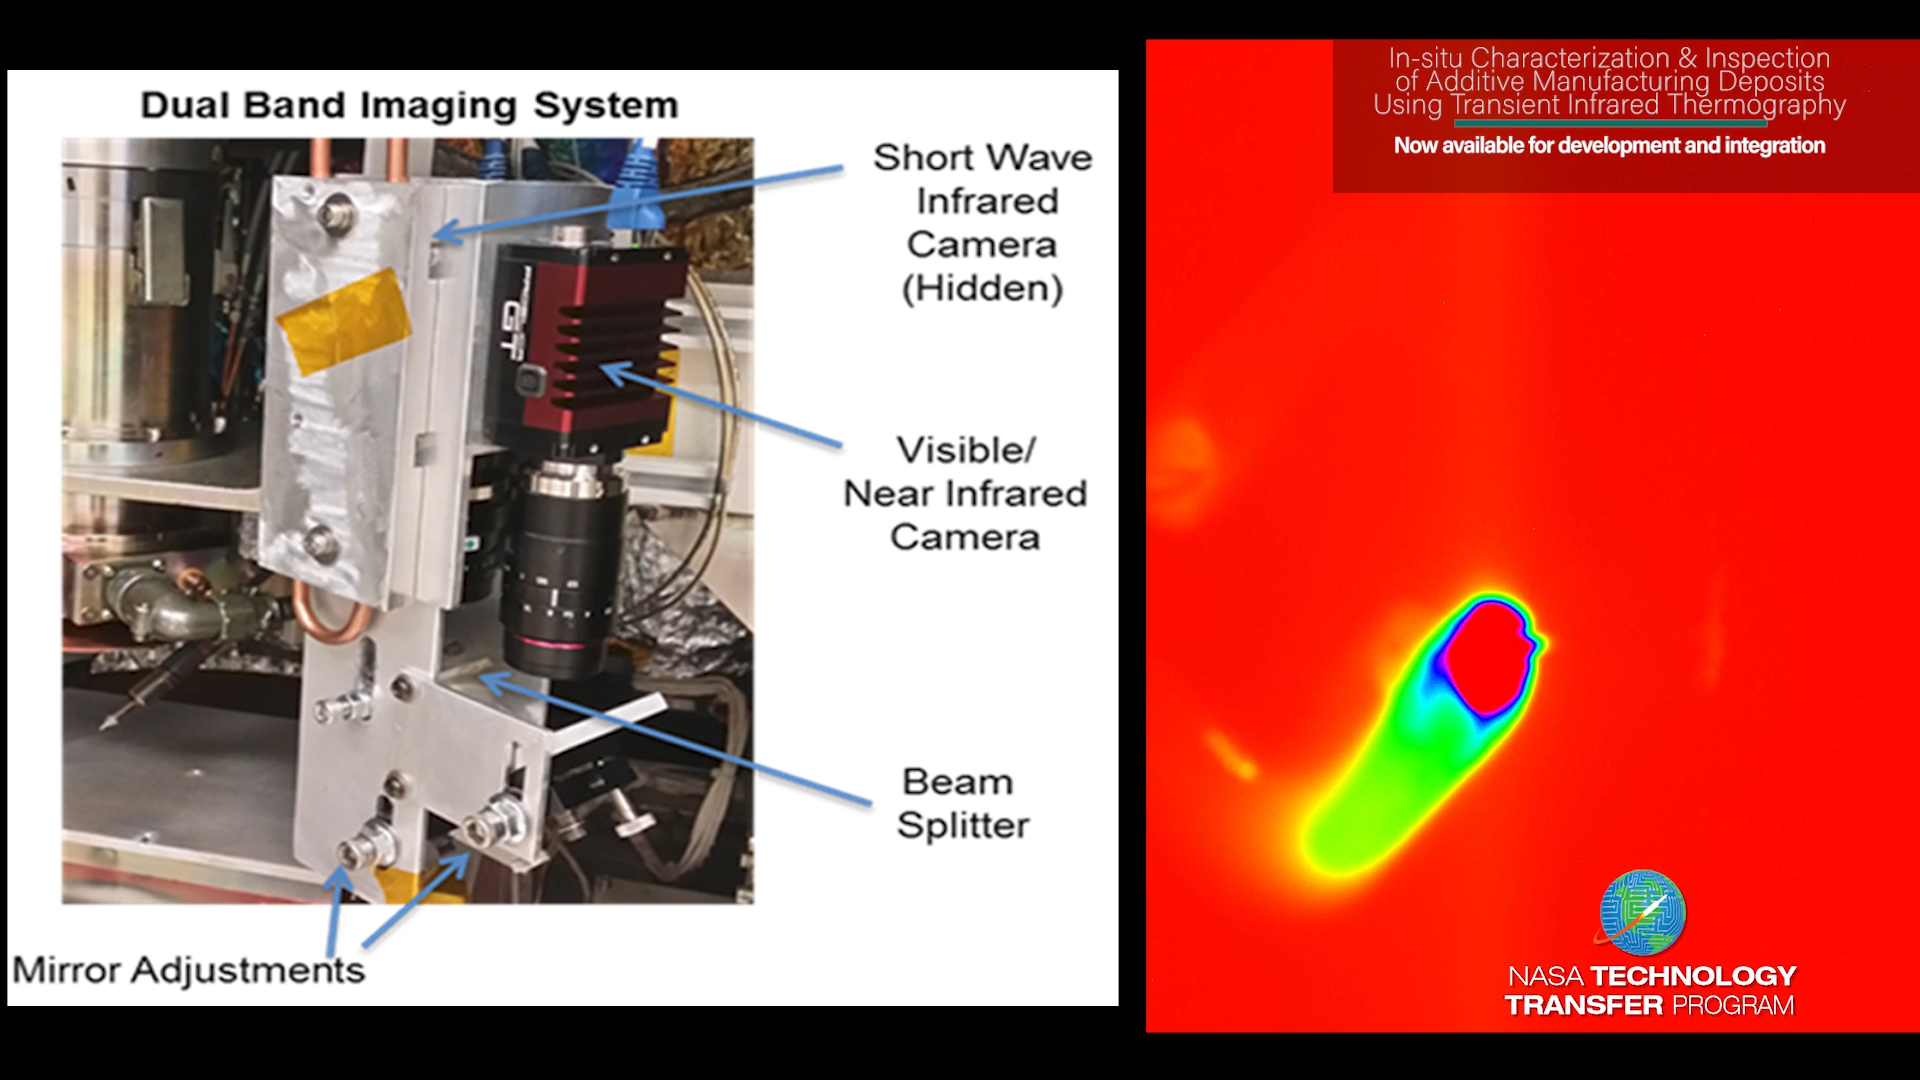 Dual Band Imaging System
Short Wave
Infrared
Camera
(Hidden)
GT
Visible/
Near Infrared
Camera
Beam
Splitter
Mirror Adjustments
In-situ Characterization & Inspection
of Additive Manufacturing Deposits
Using Transient Infrared Thermography
Now available for development and integration
NASA TECHNOLOGY
TRANSFER PROGRAM